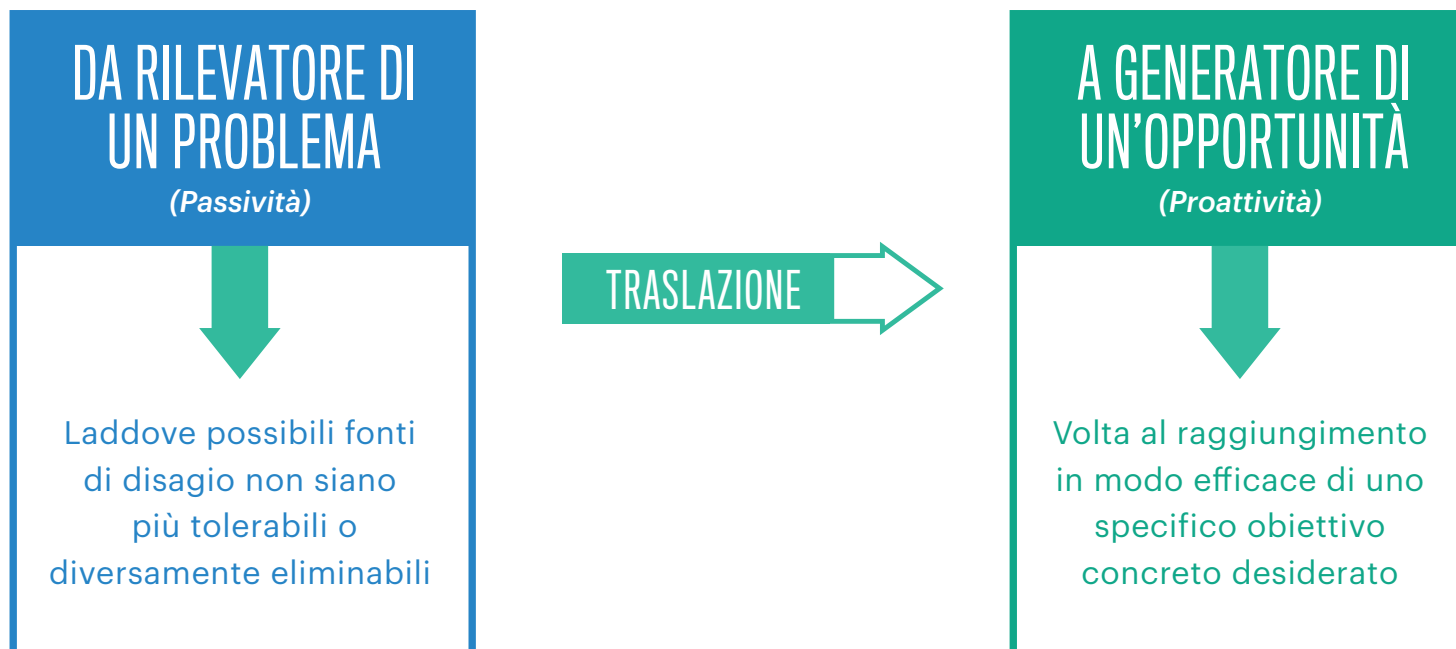 DA RILEVATORE DI
UN PROBLEMA
(Passività)
Laddove possibili fonti
di disagio non siano
più tolerabili o
diversamente eliminabili
TRASLAZIONE
A GENERATORE DI
UN'OPPORTUNITÀ
(Proattività)
Volta al raggiungimento
in modo efficace di uno
specifico obiettivo
concreto desiderato